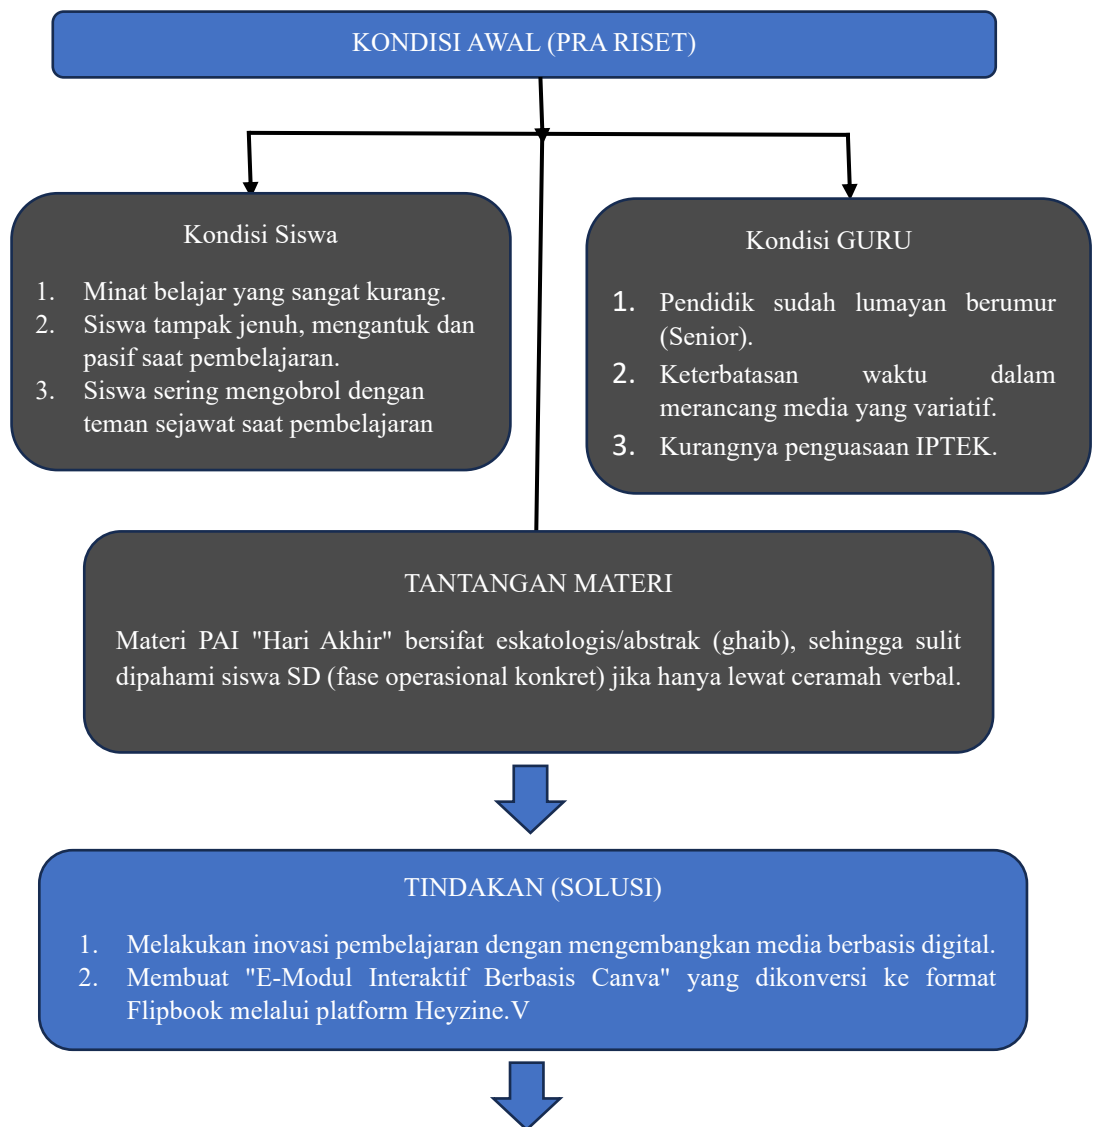 KONDISI AWAL (PRA RISET)
Kondisi Siswa
1. Minat belajar yang sangat kurang.
2. Siswa tampak jenuh, mengantuk dan
pasif saat pembelajaran.
3. Siswa sering mengobrol dengan
teman sejawat saat pembelajaran
Kondisi GURU
1. Pendidik sudah lumayan berumur
(Senior).
2. Keterbatasan waktu dalam
merancang media yang variatif.
3. Kurangnya penguasaan IPTEK.
TANTANGAN MATERI
Materi PAI "Hari Akhir" bersifat eskatologis/abstrak (ghaib), sehingga sulit
dipahami siswa SD (fase operasional konkret) jika hanya lewat ceramah verbal.
TINDAKAN (SOLUSI)
1. Melakukan inovasi pembelajaran dengan mengembangkan media berbasis digital.
2. Membuat "E-Modul Interaktif Berbasis Canva" yang dikonversi ke format
Flipbook melalui platform Heyzine.V